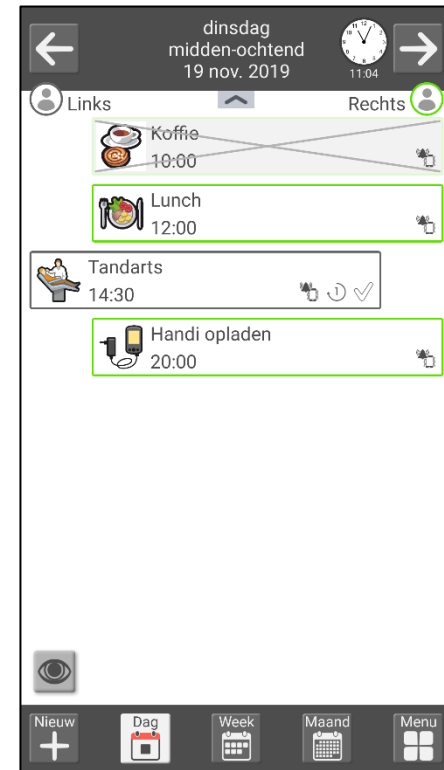 dinsdag
midden-ochtend
19 nov. 2019
11:04
Links
Rechts
Koffie
10:00
Lunch
12:00
Tandarts
14:30
Handi opladen
20:00
Nieuw
Dag
Week
Maand
Menu